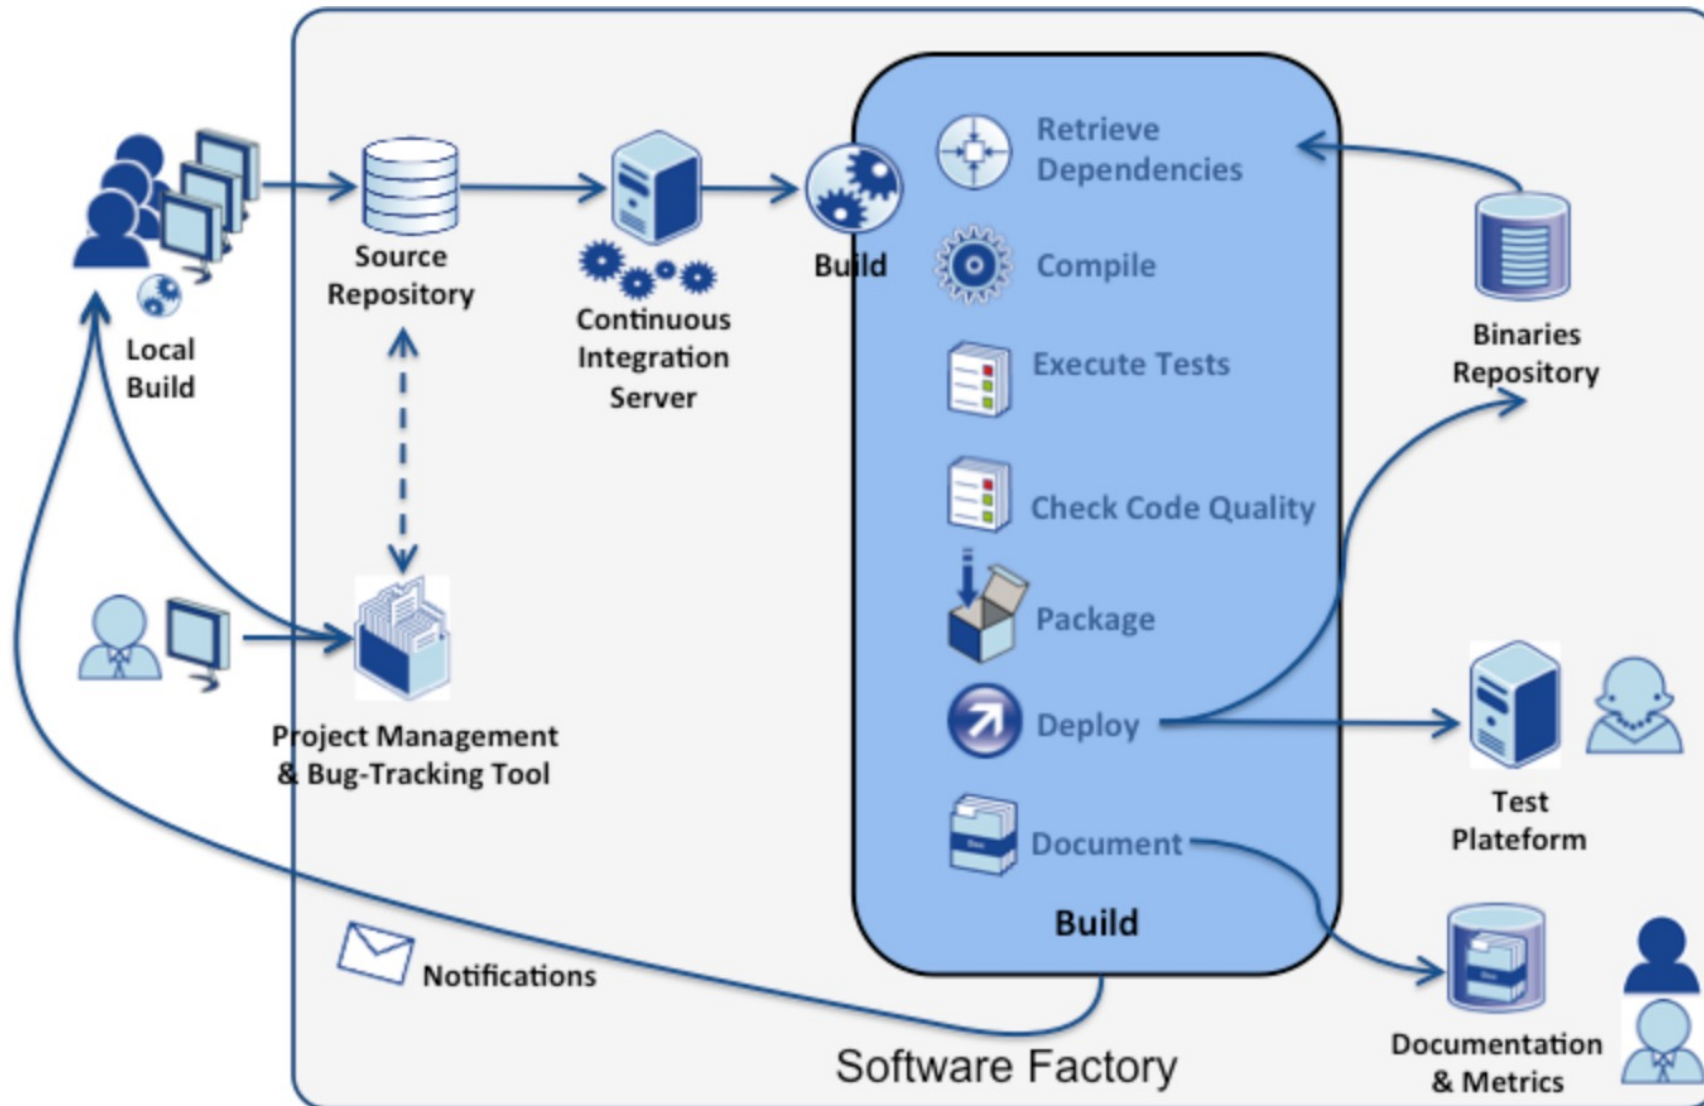 Retrieve
Dependencies
Source
Repository
Build
Compile
Continuous
Integration
Server
Local
Build
Execute Tests
Binaries
Repository
Check Code Quality
Package
Project Management
& Bug-Tracking Tool
Deploy
Test
Plateform
Document
Build
Notifications
Documentation
& Metrics
Software Factory